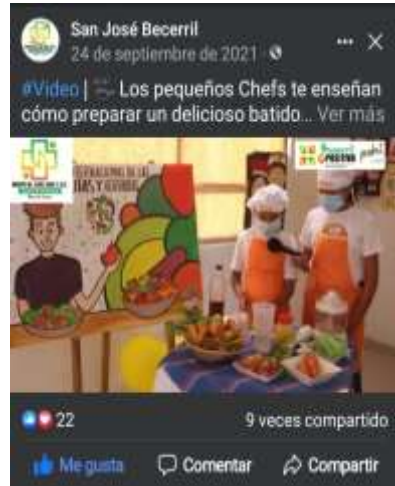 San José Becerril
24 de septiembre de 2021
#Video | Los pequeños Chefs te enseñan
cómo preparar un delicioso batido... Ver más
22
9 veces compartido
Me gusta
Comentar
Compartir